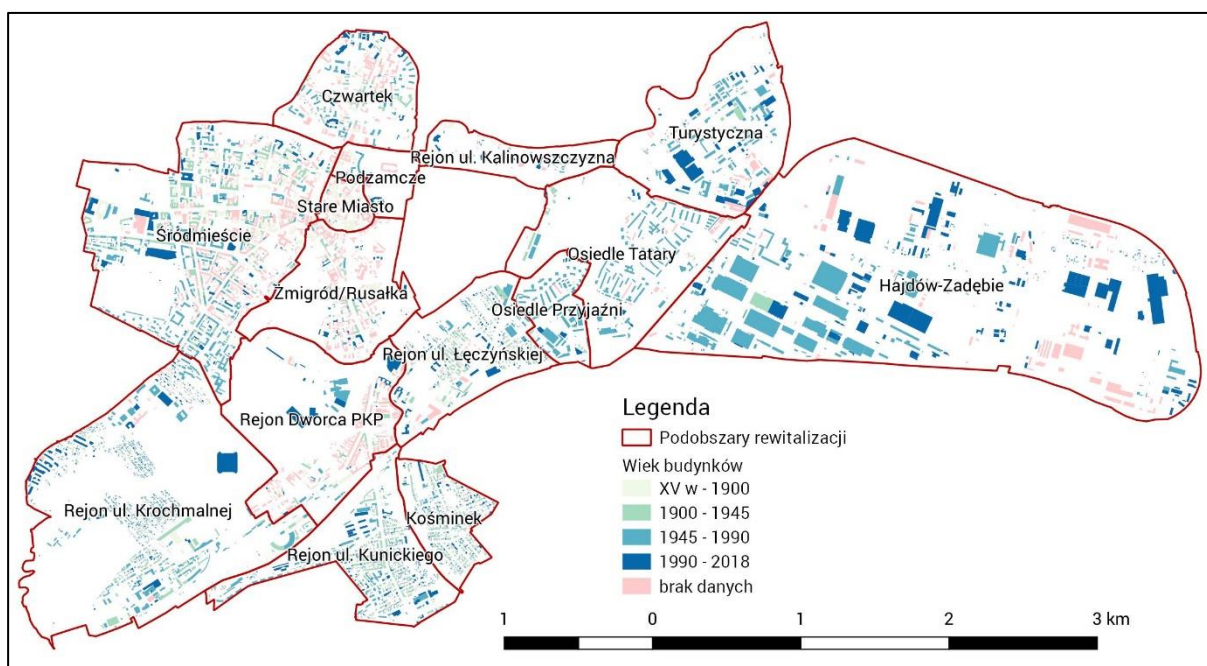 Czwartek
Turystyczna
Rejon ul. Kalinowszczyzna
Podzamcze
Stare Miasto
Śródmieście
Osiedle Tatary
Żmigród/Rusałka
Hajdów-Zadębie
Osiedle Przyjaźni
Rejon ul. Łęczyńskiej
Rejon Dworca PKP
Rejon ul. Krochmalnej
Kośminek
Rejon ul. Kunickiego
Legenda
Podobszary rewitalizacji
Wiek budynków
XV w - 1900
1900 - 1945
1945 - 1990
1990 - 2018
brak danych
1 0 1 2 3 km